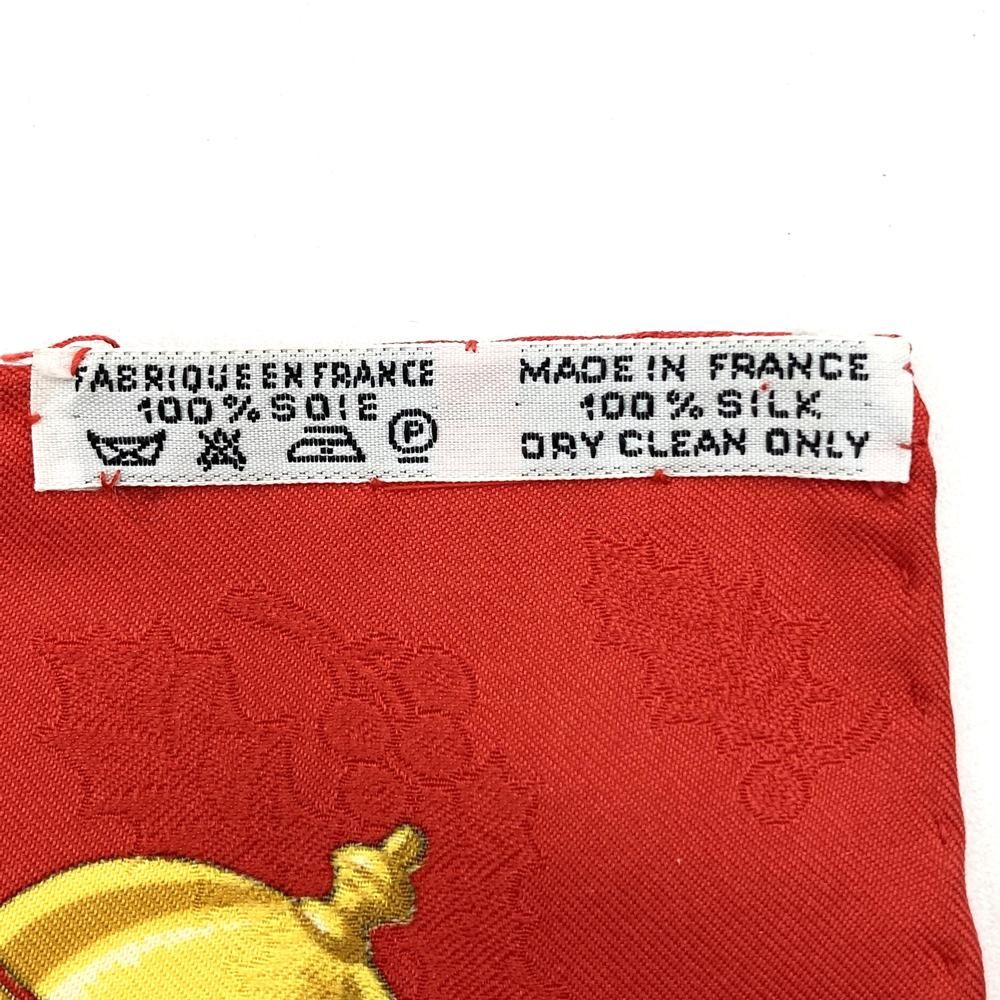 FABRIQUE EN FRANCE
100 % SOIE
P
MADE IN FRANCE
100 % SILK
DRY CLEAN ONLY